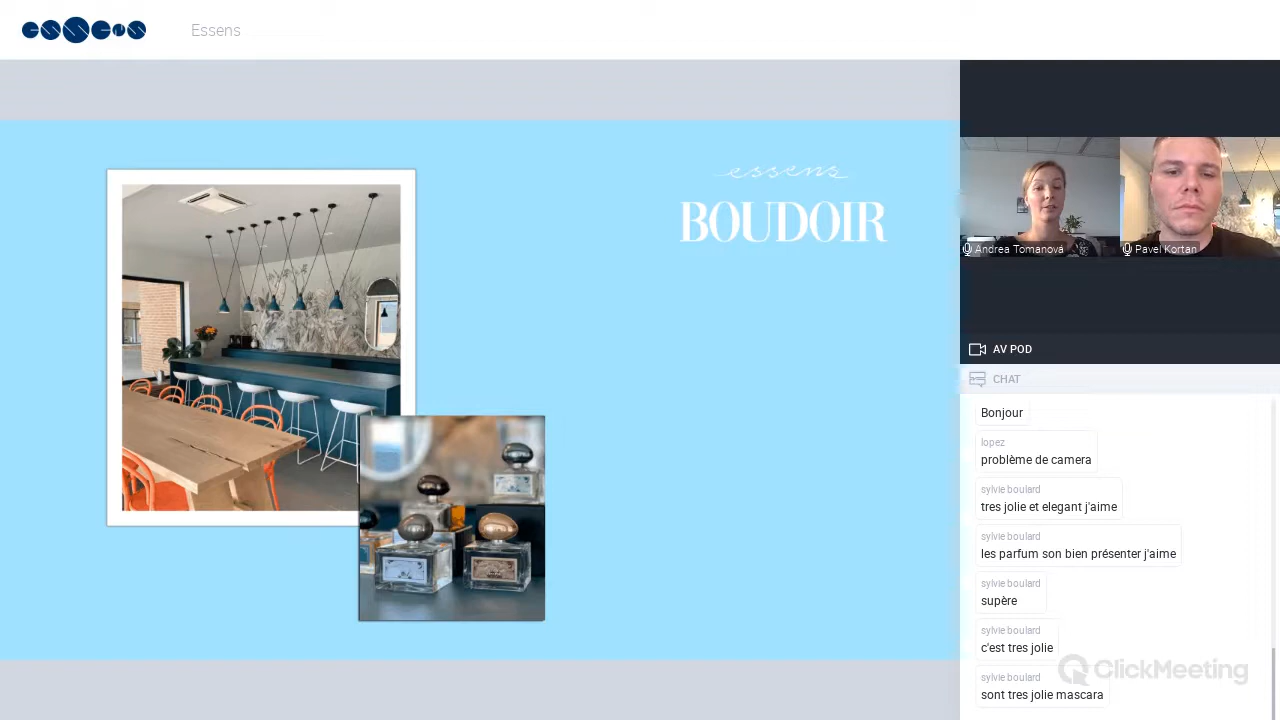 essens
Essens
essens
BOUDOIR
Andrea Tomanová
Pavel Kortan
AV POD
CHAT
Bonjour
lopez
problème de camera
sylvie boulard
tres jolie et elegant j'aime
sylvie boulard
les parfum son bien présenter j'aime
sylvie boulard
supère
sylvie boulard
c'est tres jolie
sylvie boulard
sont tres jolie mascara
ClickMeeting